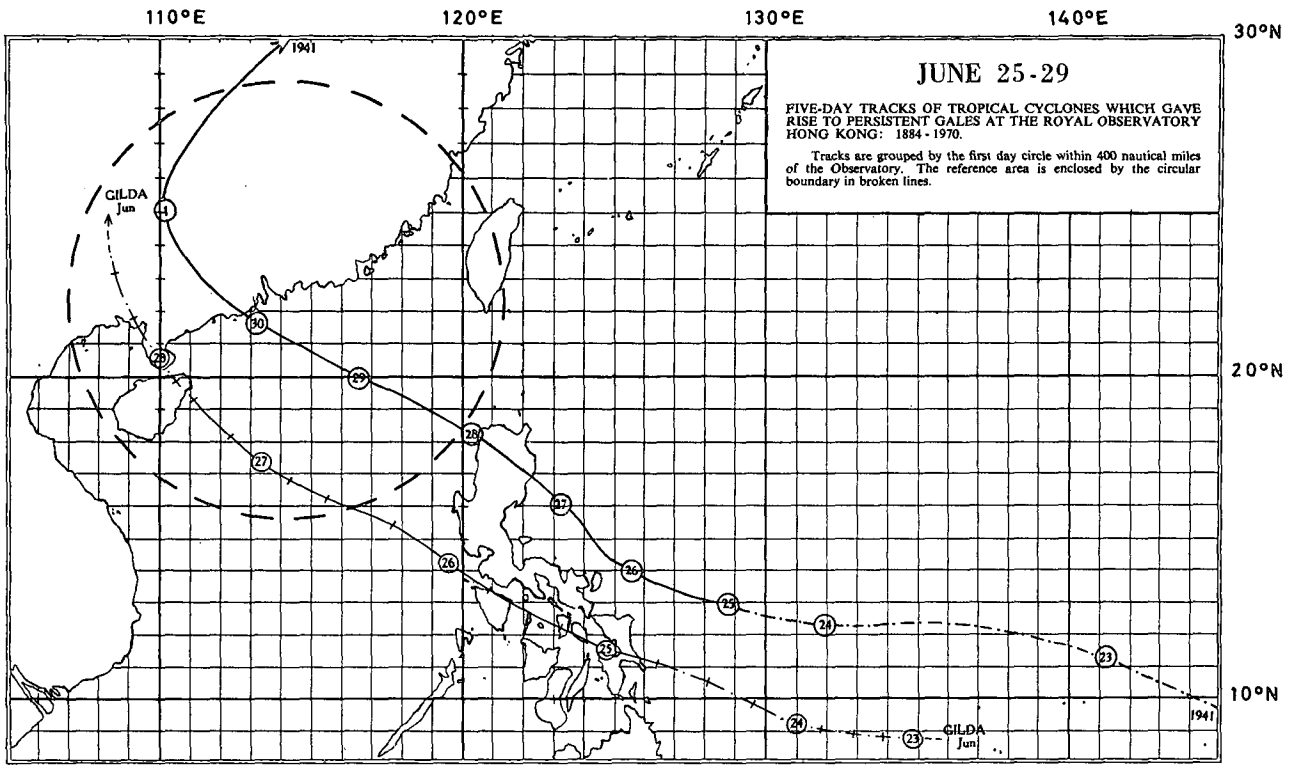 110°E 120°E 130°E 140°E
30°N
1941
JUNE 25-29
FIVE-DAY TRACKS OF TROPICAL CYCLONES WHICH GAVE
RISE TO PERSISTENT GALES AT THE ROYAL OBSERVATORY
HONG KONG: 1884 - 1970.
Tracks are grouped by the first day circle within 400 nautical miles
of the Observatory. The reference area is enclosed by the circular
boundary in broken lines.
GILDA
Jun
1
30
28
29
20°N
28
27
27
26
26
25
24
25
23
10°N
1941
24
23
GILDA
Jun